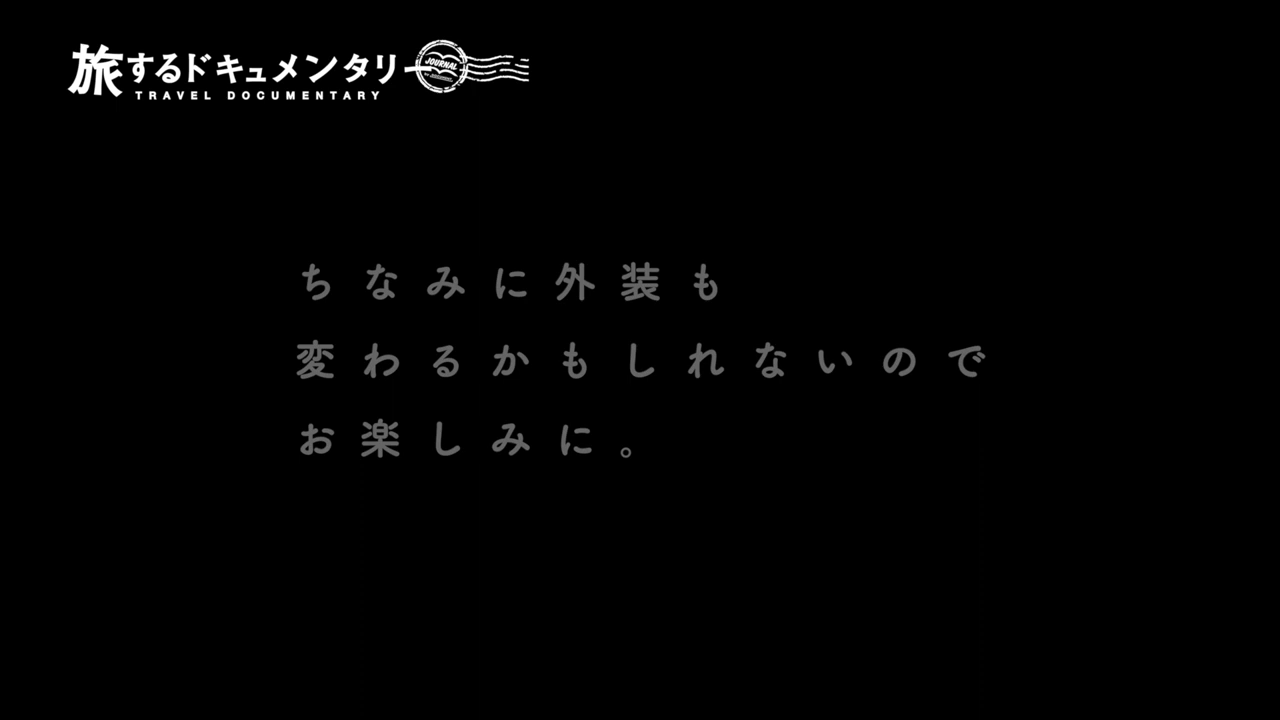 旅するドキュメンタリー
JOURNAL
TRAVEL DOCUMENTARY
ちなみに外装も
変わるかもしれないので
お楽しみに。